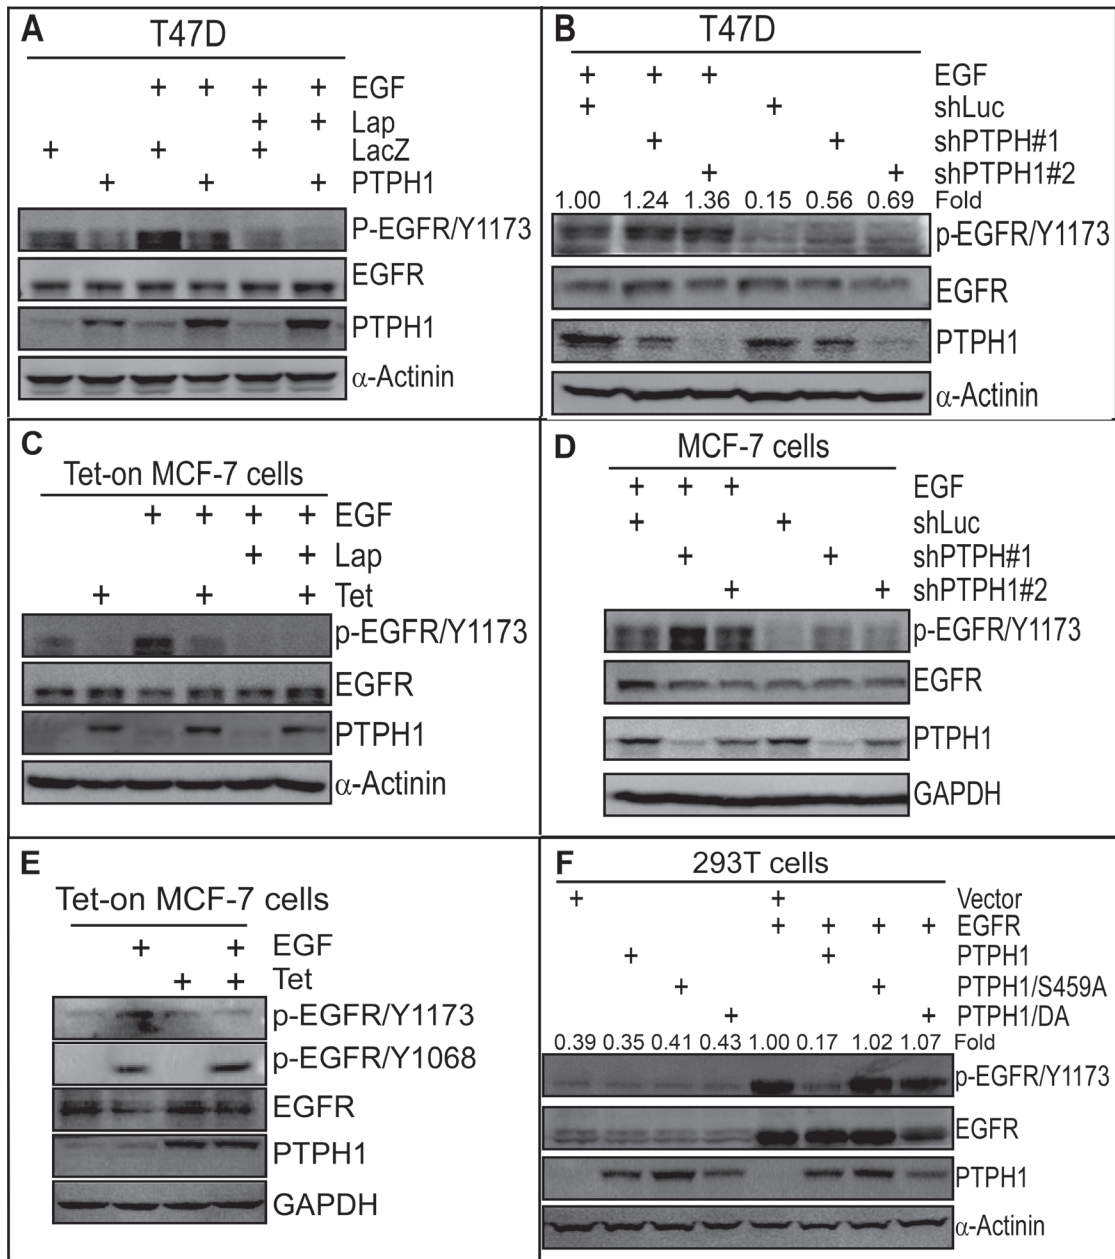 A
T47D
+ + + + EGF
+ + Lap
+ + + LacZ
+ + + PTPH1
P-EGFR/Y1173
EGFR
PTPH1
α-Actinin
B
T47D
+ + + EGF
+ + shLuc
+ + shPTPH#1
+ + shPTPH1#2
1.00 1.24 1.36 0.15 0.56 0.69 Fold
p-EGFR/Y1173
EGFR
PTPH1
α-Actinin
C
Tet-on MCF-7 cells
+ + + + EGF
+ + Lap
+ + + Tet
p-EGFR/Y1173
EGFR
PTPH1
α-Actinin
D
MCF-7 cells
+ + + EGF
+ + shLuc
+ + shPTPH#1
+ + shPTPH1#2
p-EGFR/Y1173
EGFR
PTPH1
GAPDH
E
Tet-on MCF-7 cells
+ + EGF
+ + Tet
p-EGFR/Y1173
p-EGFR/Y1068
EGFR
PTPH1
GAPDH
F
293T cells
+ + Vector
+ + + + EGFR
+ + PTPH1
+ + PTPH1/S459A
+ + PTPH1/DA
0.39 0.35 0.41 0.43 1.00 0.17 1.02 1.07 Fold
p-EGFR/Y1173
EGFR
PTPH1
α-Actinin